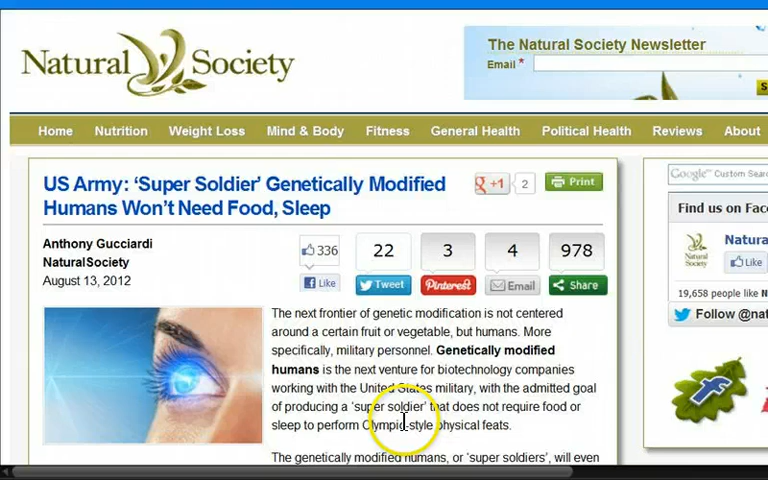 Natural Society
The Natural Society Newsletter
Email *
Home Nutrition Weight Loss Mind & Body Fitness General Health Political Health Reviews About
US Army: ‘Super Soldier’ Genetically Modified
Humans Won’t Need Food, Sleep
+1 2 Print
Anthony Gucciardi
NaturalSociety
August 13, 2012
336 22 3 4 978
Like Tweet Pinterest Email Share
The next frontier of genetic modification is not centered
around a certain fruit or vegetable, but humans. More
specifically, military personnel. Genetically modified
humans is the next venture for biotechnology companies
working with the United States military, with the admitted goal
of producing a ‘super soldier’ that does not require food or
sleep to perform Olympic-style physical feats.
The genetically modified humans, or ‘super soldiers’, will even
Google™ Custom Sear
Find us on Fac
Natural
Society
Natura
Like
19,658 people like N
Follow @nat